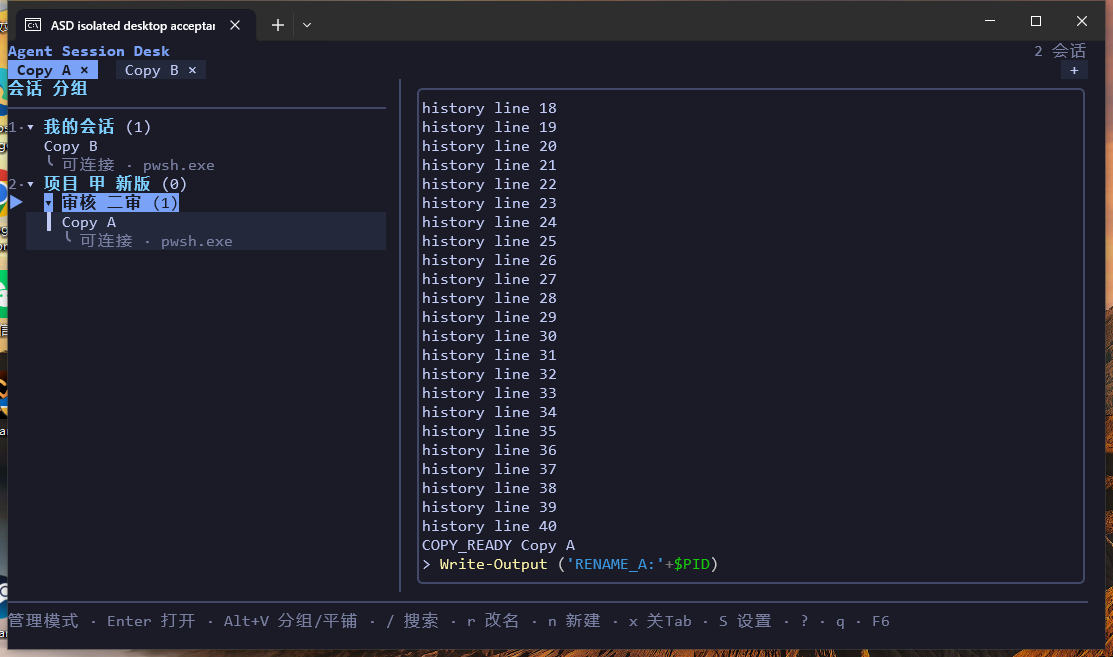 ASD isolated desktop acceptar
Agent Session Desk
2 会话
Copy A × Copy B ×
+
会话 分组
1·▾ 我的会话 (1)
Copy B
╰ 可连接 · pwsh.exe
2·▾ 项目 甲 新版 (0)
▶ ▾ 审核 二审 (1)
Copy A
╰ 可连接 · pwsh.exe
history line 18
history line 19
history line 20
history line 21
history line 22
history line 23
history line 24
history line 25
history line 26
history line 27
history line 28
history line 29
history line 30
history line 31
history line 32
history line 33
history line 34
history line 35
history line 36
history line 37
history line 38
history line 39
history line 40
COPY_READY Copy A
> Write-Output ('RENAME_A:'+$PID)
管理模式 · Enter 打开 · Alt+V 分组/平铺 · / 搜索 · r 改名 · n 新建 · x 关Tab · S 设置 · ? · q · F6